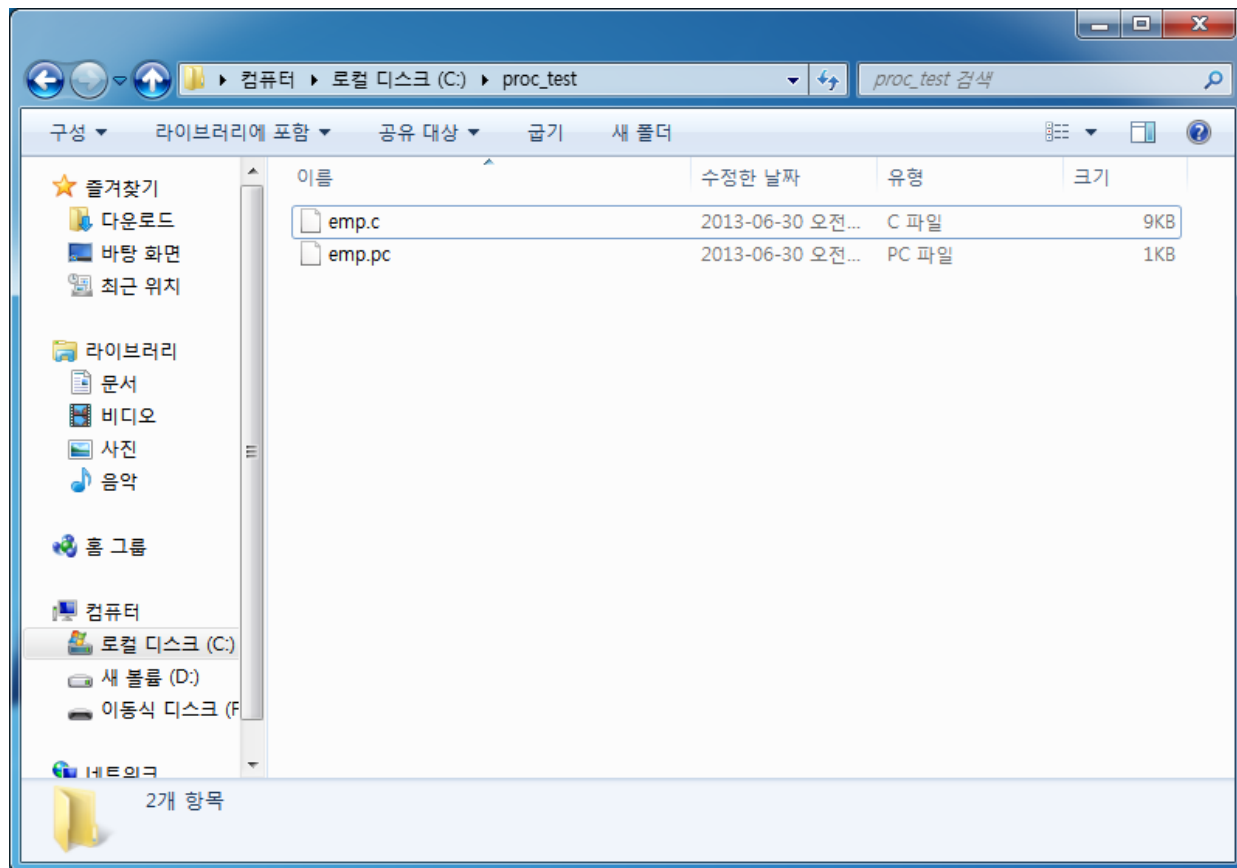 컴퓨터 ▸ 로컬 디스크 (C:) ▸ proc_test
proc_test 검색
구성 라이브러리에 포함 공유 대상 굽기 새 폴더
즐겨찾기
다운로드
바탕 화면
최근 위치
라이브러리
문서
비디오
사진
음악
홈 그룹
컴퓨터
로컬 디스크 (C:)
새 볼륨 (D:)
이동식 디스크 (F
네트워크
이름 수정한 날짜 유형 크기
emp.c 2013-06-30 오전... C 파일 9KB
emp.pc 2013-06-30 오전... PC 파일 1KB
2개 항목